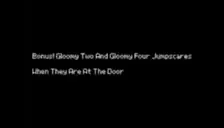 Bonus! Gloomy Two And Gloomy Four Jumpscares
When They Are At The Door